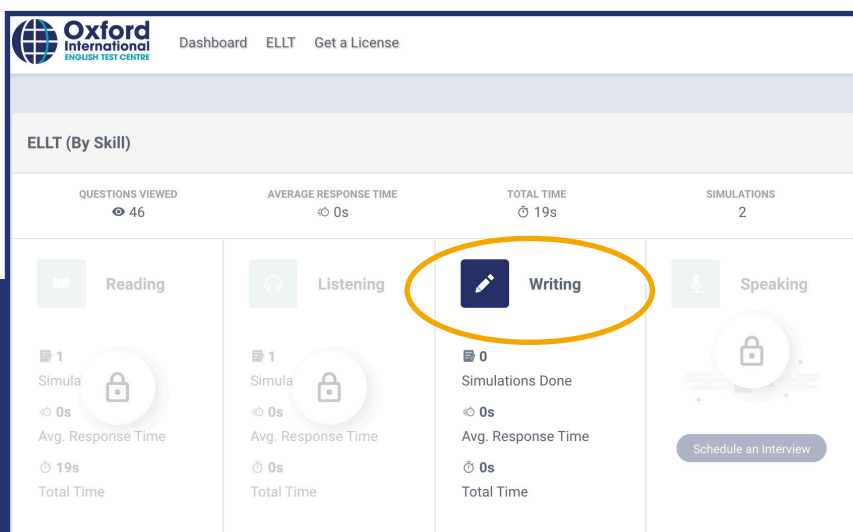 Oxford
International
ENGLISH TEST CENTRE
Dashboard ELLT Get a License
ELLT (By Skill)
QUESTIONS VIEWED AVERAGE RESPONSE TIME TOTAL TIME SIMULATIONS
46 0s 19s 2
Reading Listening Writing Speaking
1 1 0
Simula Simula Simulations Done
0s 0s 0s
Avg. Response Time Avg. Response Time Avg. Response Time Schedule an Interview
19s 0s 0s
Total Time Total Time Total Time